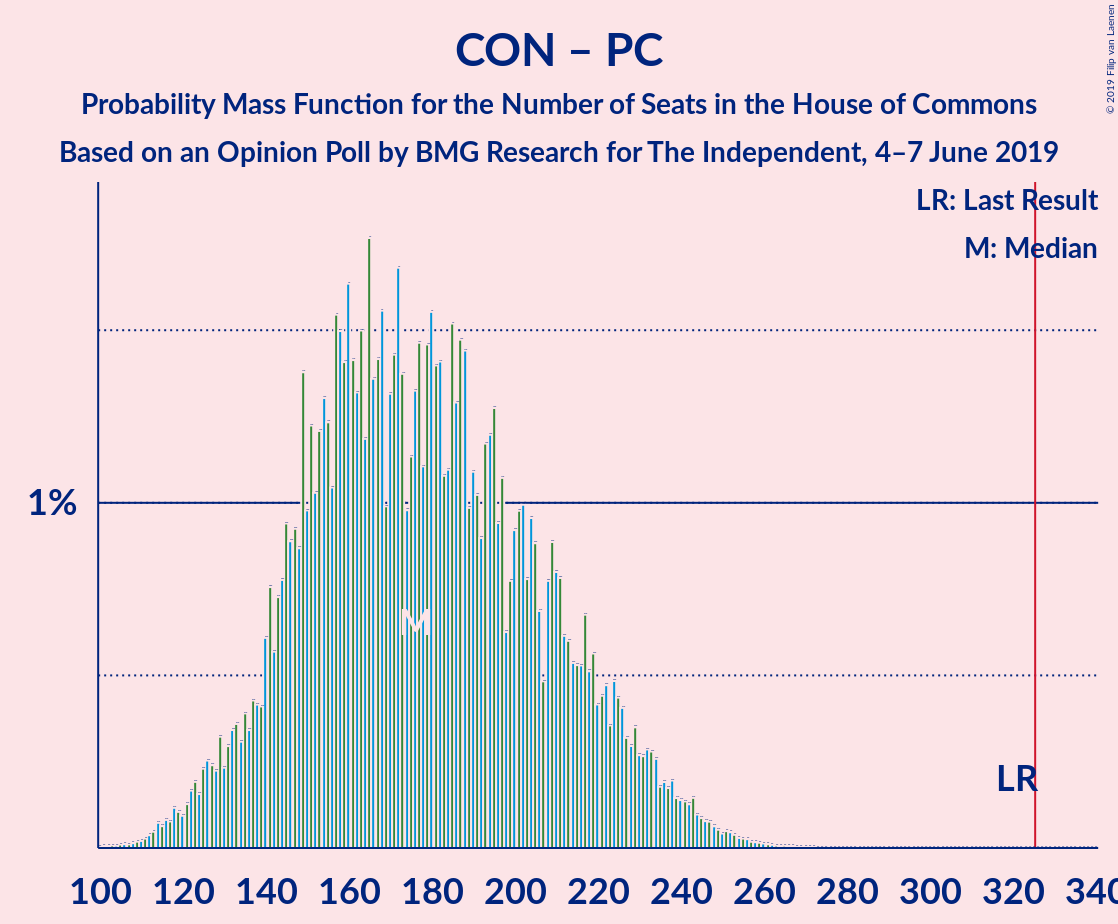 CON – PC
Probability Mass Function for the Number of Seats in the House of Commons
Based on an Opinion Poll by BMG Research for The Independent, 4–7 June 2019
© 2019 Filip van Laenen
LR: Last Result
M: Median
1%
M
LR
100 120 140 160 180 200 220 240 260 280 300 320 340